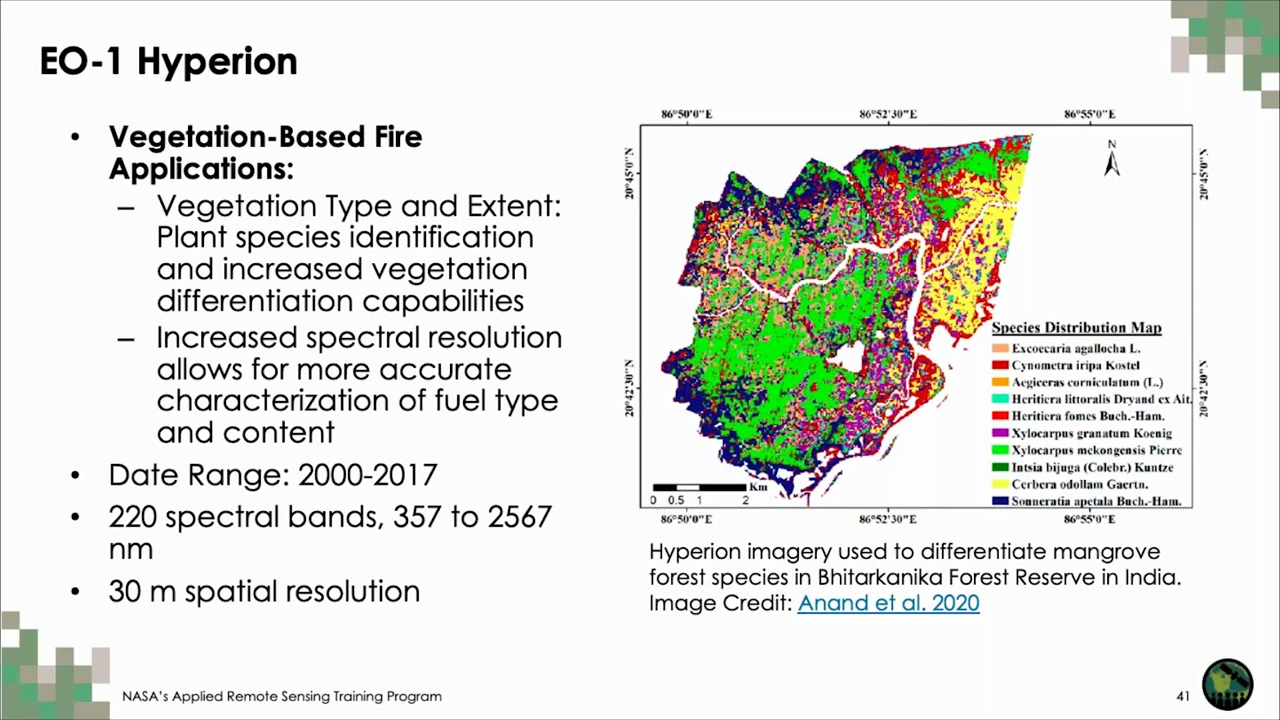 EO-1 Hyperion
• Vegetation-Based Fire
Applications:
– Vegetation Type and Extent:
Plant species identification
and increased vegetation
differentiation capabilities
– Increased spectral resolution
allows for more accurate
characterization of fuel type
and content
• Date Range: 2000-2017
• 220 spectral bands, 357 to 2567
nm
• 30 m spatial resolution
86°50'0"E 86°52'30"E 86°55'0"E
20°45'0"N 20°45'0"N
N
20°42'30"N 20°42'30"N
Species Distribution Map
Excoecaria agallocha L.
Cynometra iripa Kostel
Aegiceras corniculatum (L.)
Heritiera littoralis Dryand ex Ait.
Heritiera fomes Buch.-Ham.
Xylocarpus granatum Koenig
Xylocarpus mekongensis Pierre
Intsia bijuga (Colebr.) Kuntze
Cerbera odollam Gaertn.
Sonneratia apetala Buch.-Ham.
Km
0 0.5 1 2
86°50'0"E 86°52'30"E 86°55'0"E
Hyperion imagery used to differentiate mangrove
forest species in Bhitarkanika Forest Reserve in India.
Image Credit: Anand et al. 2020
NASA's Applied Remote Sensing Training Program
41